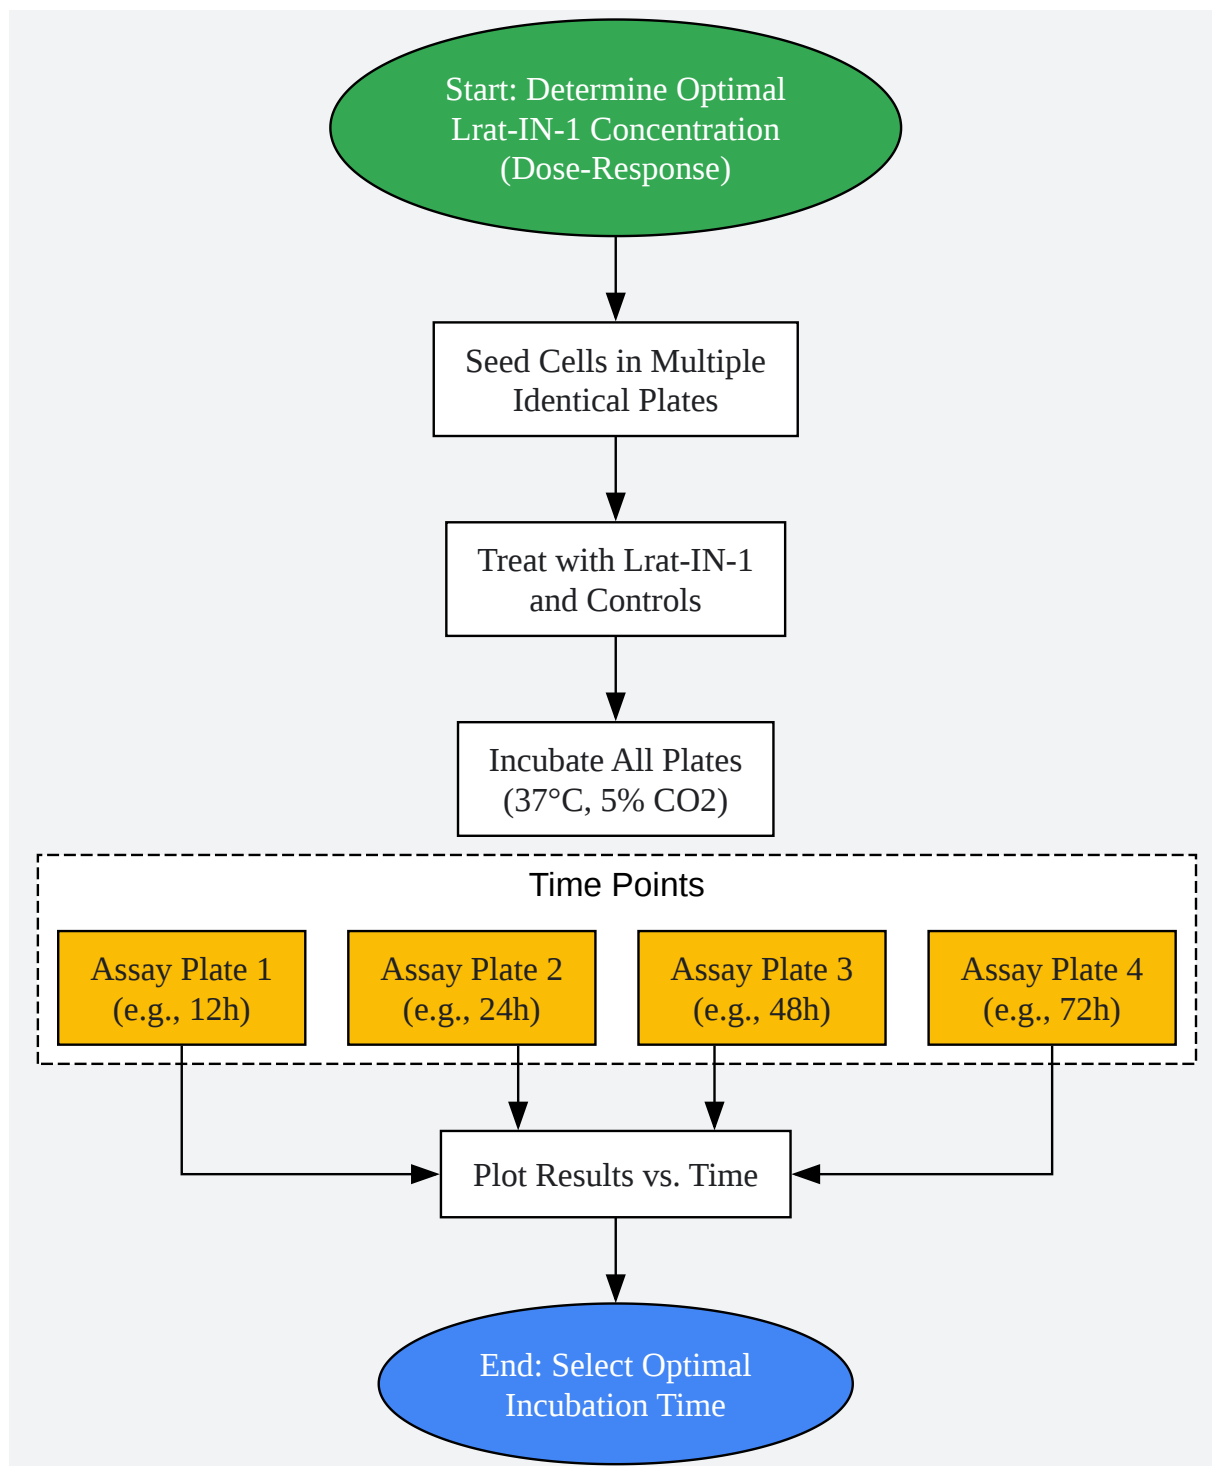 Start: Determine Optimal
Lrat-IN-1 Concentration
(Dose-Response)
Seed Cells in Multiple
Identical Plates
Treat with Lrat-IN-1
and Controls
Incubate All Plates
(37°C, 5% CO2)
Time Points
Assay Plate 1
(e.g., 12h)
Assay Plate 2
(e.g., 24h)
Assay Plate 3
(e.g., 48h)
Assay Plate 4
(e.g., 72h)
Plot Results vs. Time
End: Select Optimal
Incubation Time